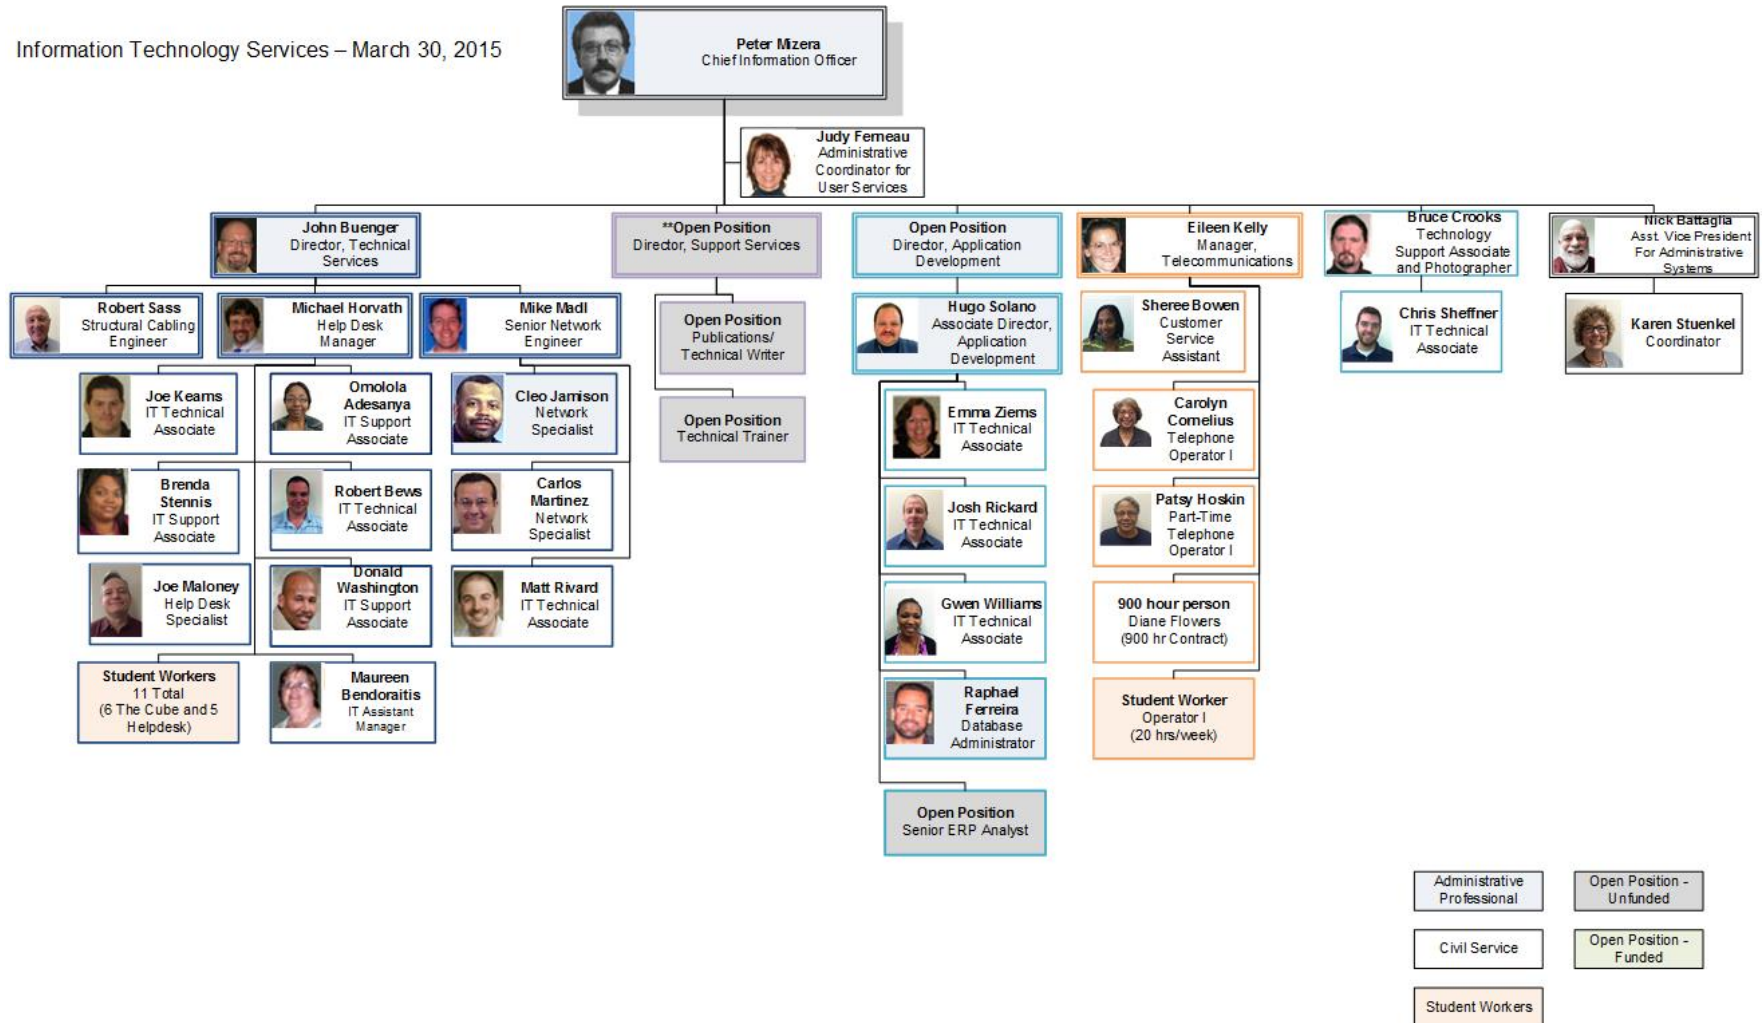 Information Technology Services – March 30, 2015
Peter Mizera
Chief Information Officer
Judy Ferneau
Administrative
Coordinator for
User Services
John Buenger
Director, Technical
Services
**Open Position
Director, Support Services
Open Position
Director, Application
Development
Eileen Kelly
Manager,
Telecommunications
Bruce Crooks
Technology
Support Associate
and Photographer
Nick Battaglia
Asst. Vice President
For Administrative
Systems
Robert Sass
Structural Cabling
Engineer
Michael Horvath
Help Desk
Manager
Mike Madl
Senior Network
Engineer
Open Position
Publications/
Technical Writer
Hugo Solano
Associate Director,
Application
Development
Sheree Bowen
Customer
Service
Assistant
Chris Sheffner
IT Technical
Associate
Karen Stuenkel
Coordinator
Joe Kearns
IT Technical
Associate
Omolola
Adesanya
IT Support
Associate
Cleo Jamison
Network
Specialist
Open Position
Technical Trainer
Emma Ziems
IT Technical
Associate
Carolyn
Cornelius
Telephone
Operator I
Brenda
Stennis
IT Support
Associate
Robert Bews
IT Technical
Associate
Carlos
Martinez
Network
Specialist
Josh Rickard
IT Technical
Associate
Patsy Hoskin
Part-Time
Telephone
Operator I
Joe Maloney
Help Desk
Specialist
Donald
Washington
IT Support
Associate
Matt Rivard
IT Technical
Associate
Gwen Williams
IT Technical
Associate
900 hour person
Diane Flowers
(900 hr Contract)
Student Workers
11 Total
(6 The Cube and 5
Helpdesk)
Maureen
Bendoraitis
IT Assistant
Manager
Raphael
Ferreira
Database
Administrator
Student Worker
Operator I
(20 hrs/week)
Open Position
Senior ERP Analyst
Administrative
Professional
Open Position -
Unfunded
Civil Service
Open Position -
Funded
Student Workers